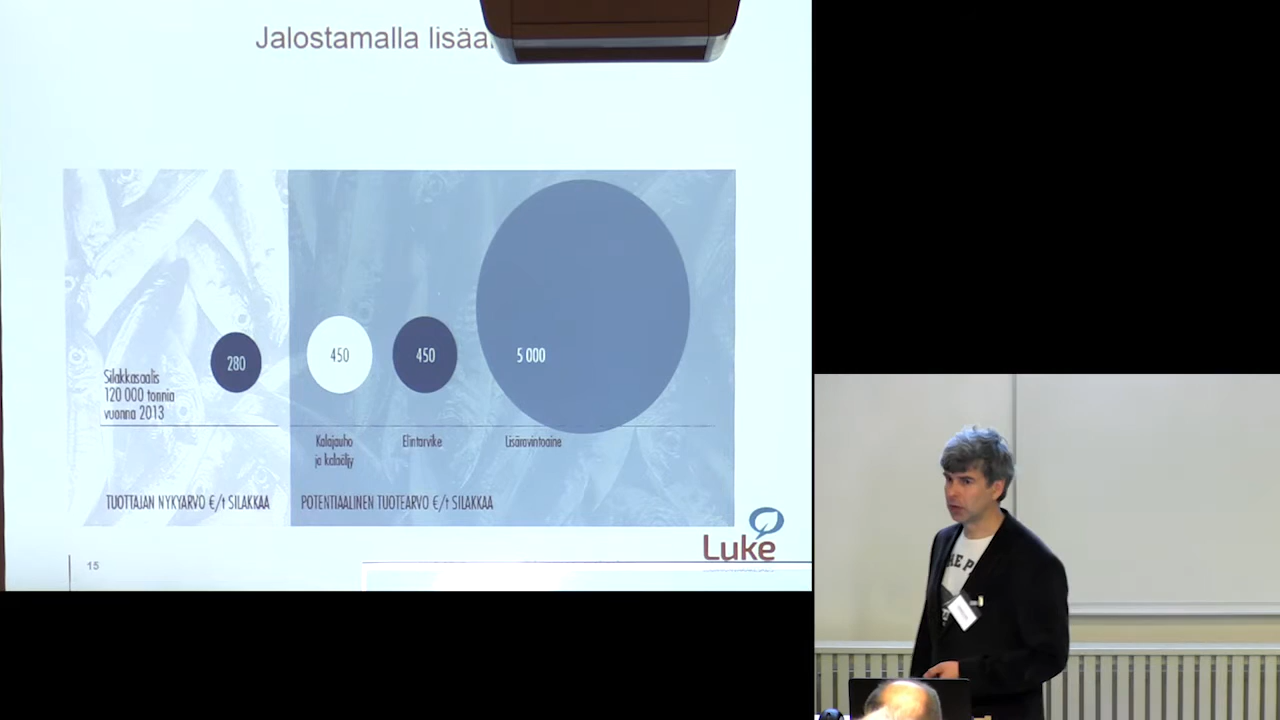 Jalostamalla
280
450
450
5 000
Silakkasaalis
120 000 tonnia
vuonna 2013
Kalajauho
ja kalaöljy
Elintarvike
Lisäravintoaine
TUOTTAJAN NYKYARVO €/t SILAKKAA
POTENTIAALINEN TUOTEARVO €/t SILAKKAA
Luke
15